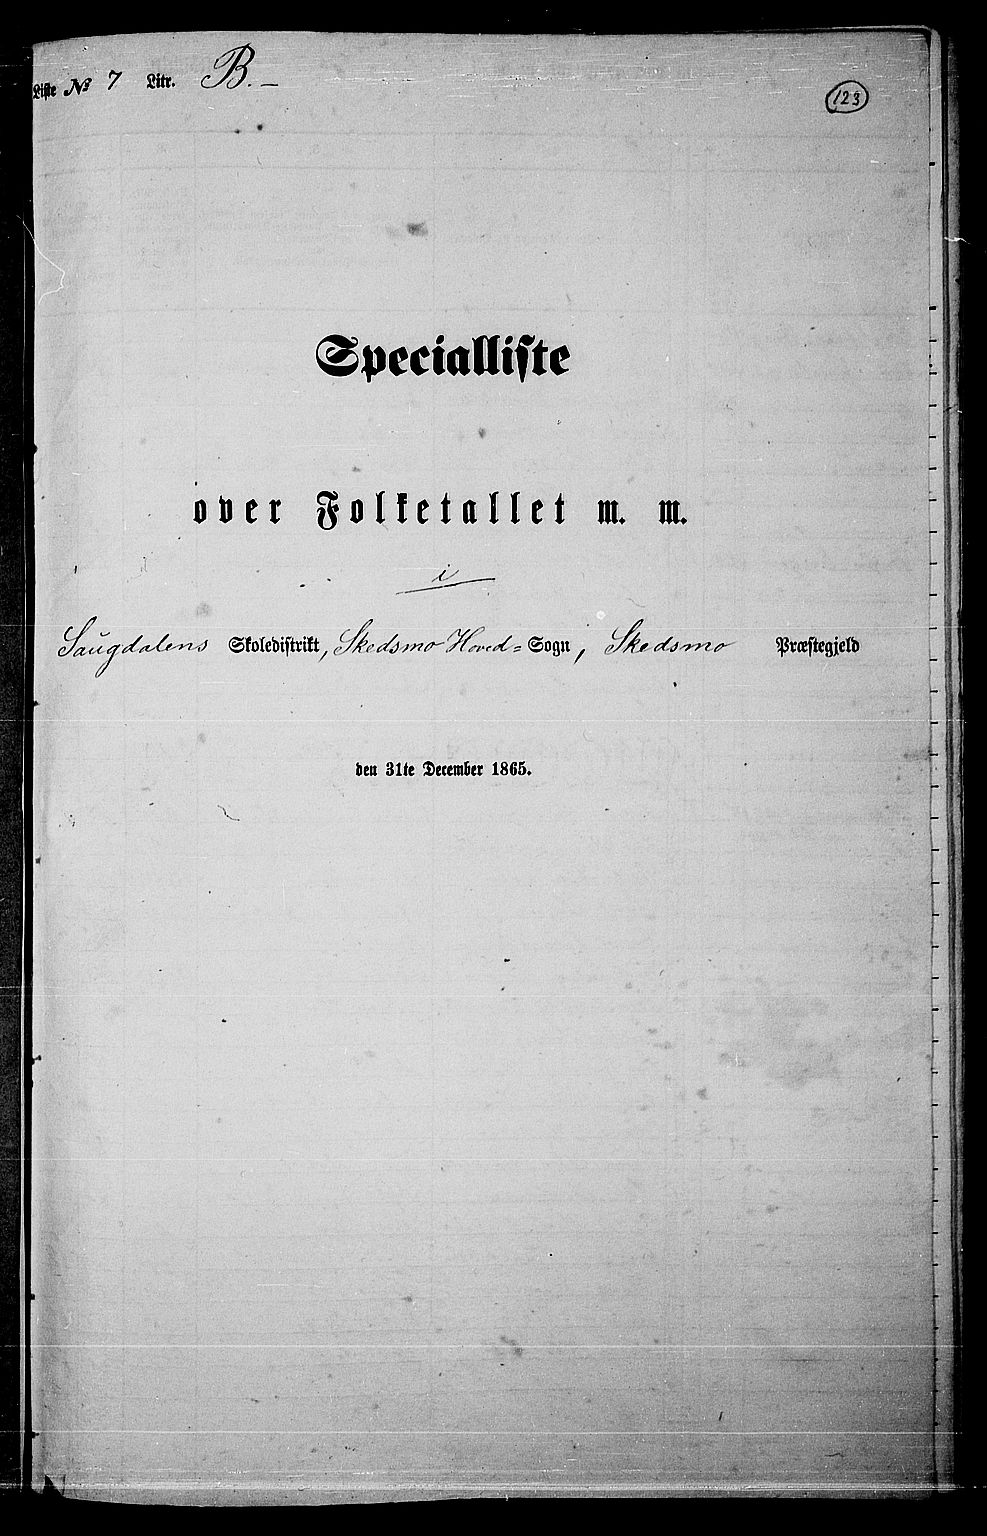 Liste № 7 Litr. B. –
123
Specialliste
over Folketallet m. m.
i
Saugdalens Skoledistrikt, Skedsmo Hoved= Sogn, Skedsmo Præstegjeld
den 31te December 1865.